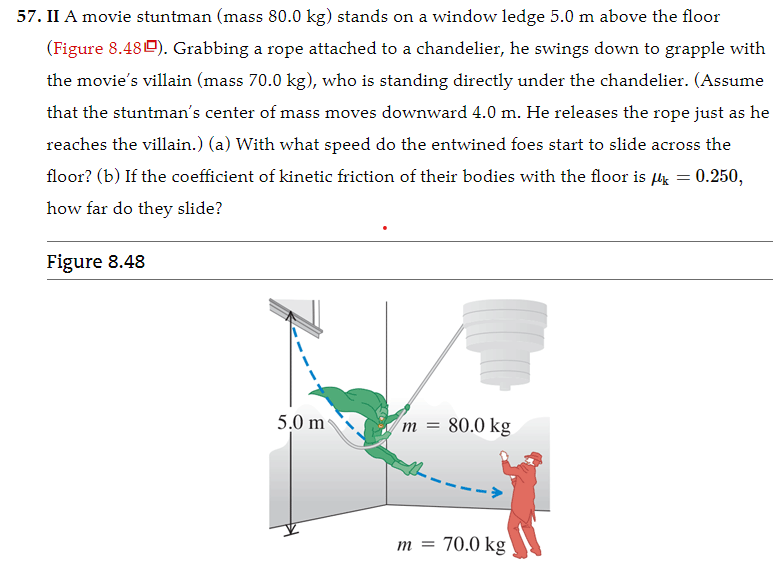 57. II A movie stuntman (mass 80.0 kg) stands on a window ledge 5.0 m above the floor
(Figure 8.48). Grabbing a rope attached to a chandelier, he swings down to grapple with
the movie's villain (mass 70.0 kg), who is standing directly under the chandelier. (Assume
that the stuntman's center of mass moves downward 4.0 m. He releases the rope just as he
reaches the villain.) (a) With what speed do the entwined foes start to slide across the
floor? (b) If the coefficient of kinetic friction of their bodies with the floor is μk = 0.250,
how far do they slide?
Figure 8.48
5.0 m
m = 80.0 kg
m = 70.0 kg